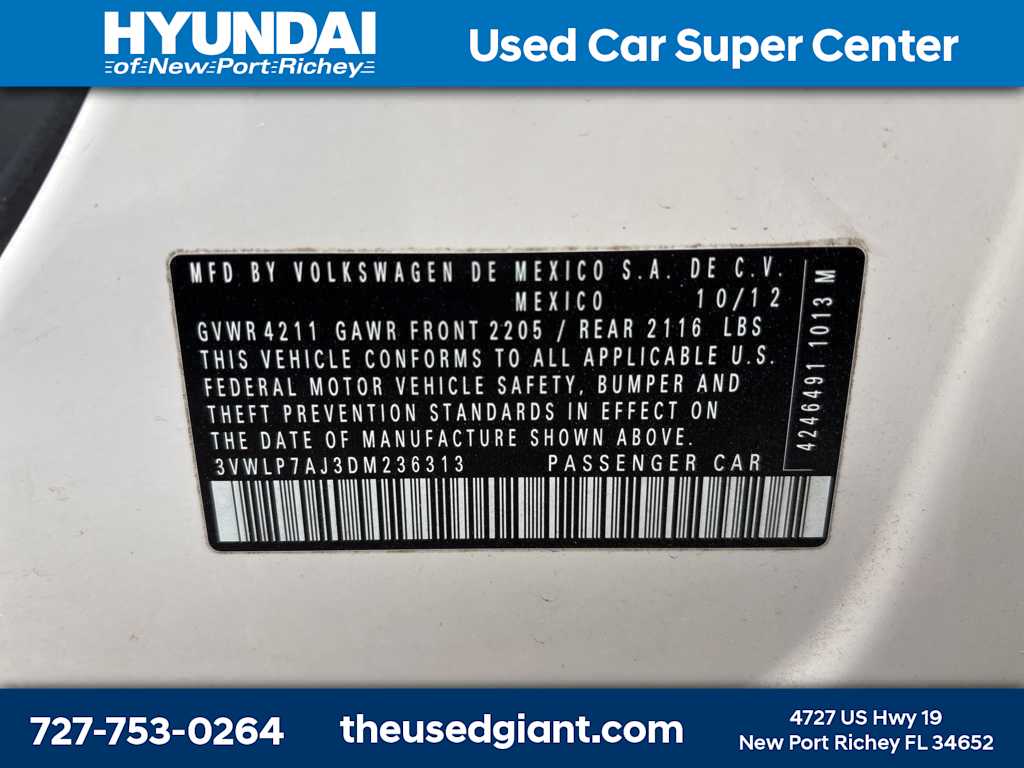 HYUNDAI
of New Port Richey
Used Car Super Center
MFD BY VOLKSWAGEN DE MEXICO S.A. DE C.V.
MEXICO 10/12
GVWR 4211 GAWR FRONT 2205 / REAR 2116 LBS
THIS VEHICLE CONFORMS TO ALL APPLICABLE U.S.
FEDERAL MOTOR VEHICLE SAFETY, BUMPER AND
THEFT PREVENTION STANDARDS IN EFFECT ON
THE DATE OF MANUFACTURE SHOWN ABOVE.
3VWLP7AJ3DM236313 PASSENGER CAR
4246491 1013 M
727-753-0264
theusedgiant.com
4727 US Hwy 19
New Port Richey FL 34652